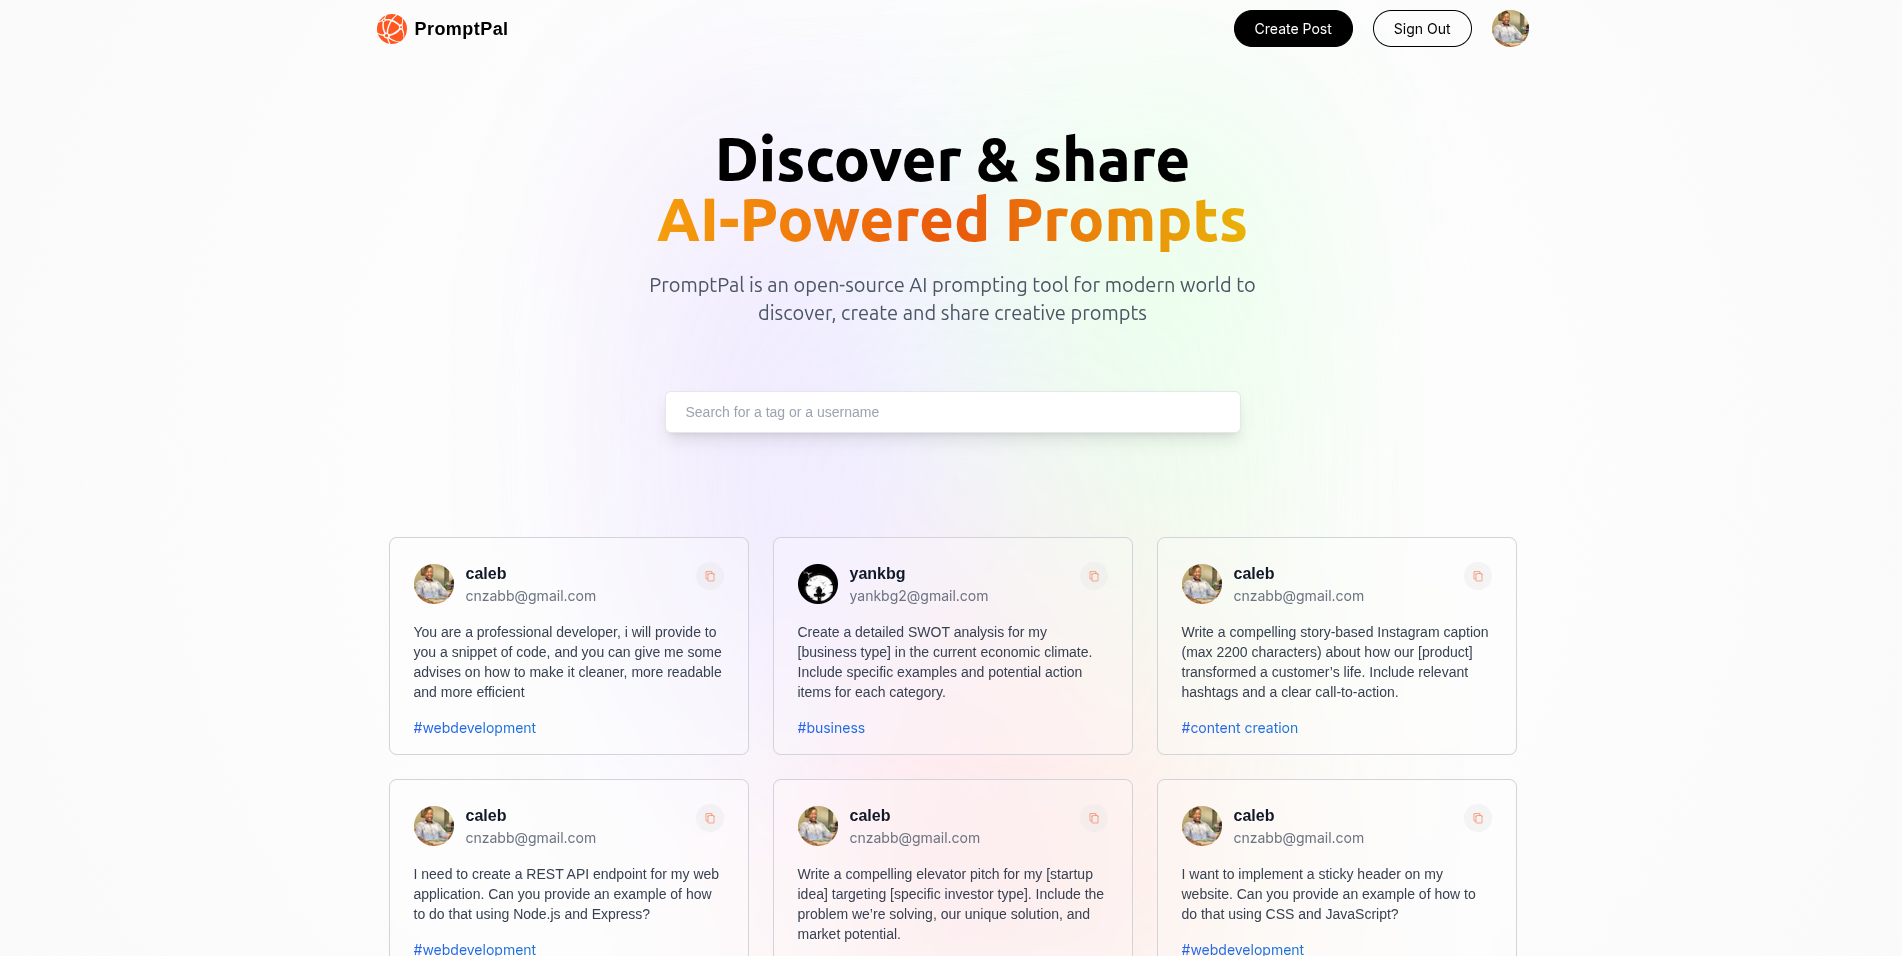 PromptPal
Create Post
Sign Out
Discover & share
AI-Powered Prompts
PromptPal is an open-source AI prompting tool for modern world to
discover, create and share creative prompts
Search for a tag or a username
caleb
cnzabb@gmail.com
You are a professional developer, i will provide to
you a snippet of code, and you can give me some
advises on how to make it cleaner, more readable
and more efficient
#webdevelopment
yankbg
yankbg2@gmail.com
Create a detailed SWOT analysis for my
[business type] in the current economic climate.
Include specific examples and potential action
items for each category.
#business
caleb
cnzabb@gmail.com
Write a compelling story-based Instagram caption
(max 2200 characters) about how our [product]
transformed a customer’s life. Include relevant
hashtags and a clear call-to-action.
#content creation
caleb
cnzabb@gmail.com
I need to create a REST API endpoint for my web
application. Can you provide an example of how
to do that using Node.js and Express?
#webdevelopment
caleb
cnzabb@gmail.com
Write a compelling elevator pitch for my [startup
idea] targeting [specific investor type]. Include the
problem we’re solving, our unique solution, and
market potential.
caleb
cnzabb@gmail.com
I want to implement a sticky header on my
website. Can you provide an example of how to
do that using CSS and JavaScript?
#webdevelopment